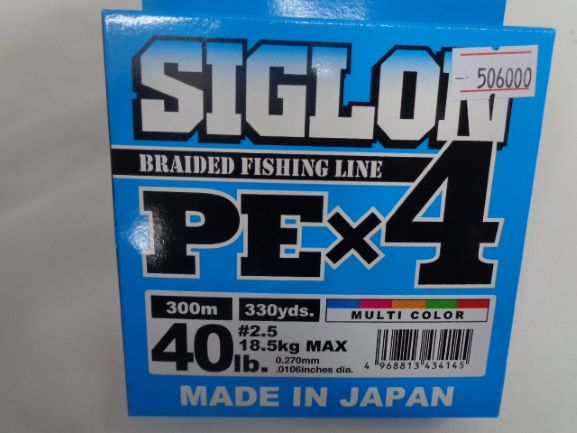 SIGLON
506000
BRAIDED FISHING LINE
PE×4
300m 330yds.
MULTI COLOR
40lb.
#2.5
18.5kg MAX
0.270mm
.0106inches dia.
4 968813 434145
MADE IN JAPAN